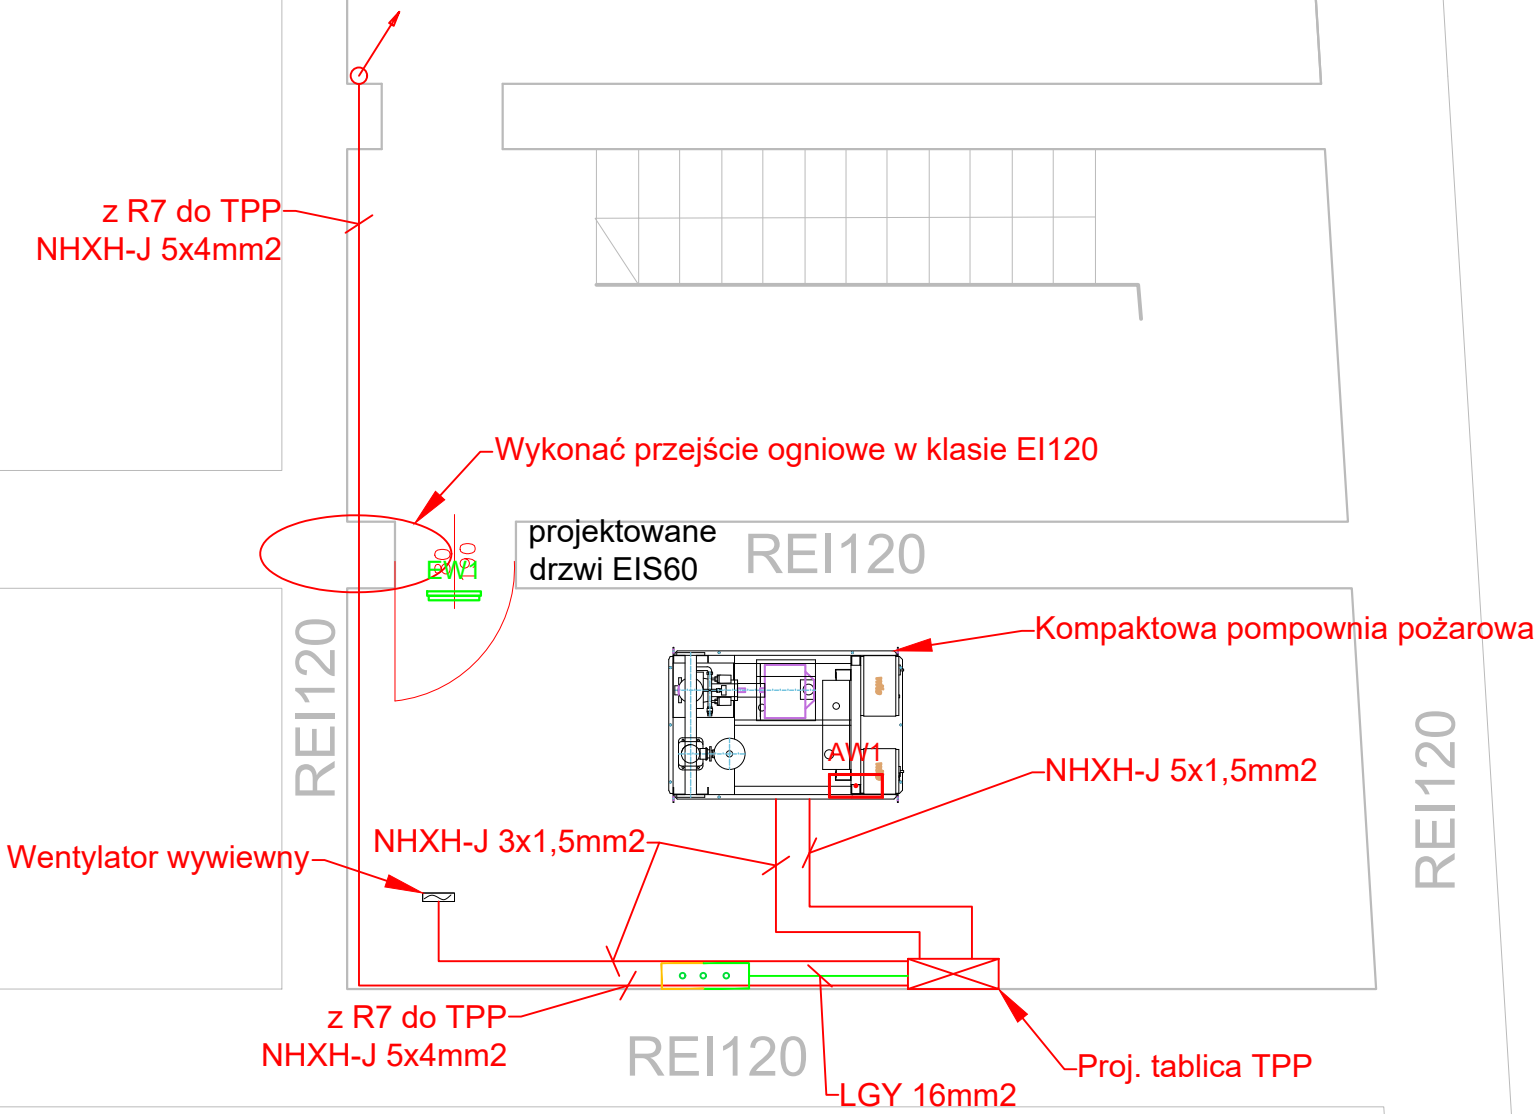 z R7 do TPP
NHXH-J 5x4mm2
Wykonać przejście ogniowe w klasie EI120
projektowane
drzwi EIS60
REI120
EW1
80
190
Kompaktowa pompownia pożarowa
REI120
REI120
AW1
NHXH-J 5x1,5mm2
NHXH-J 3x1,5mm2
Wentylator wywiewny
z R7 do TPP
NHXH-J 5x4mm2
REI120
Proj. tablica TPP
LGY 16mm2